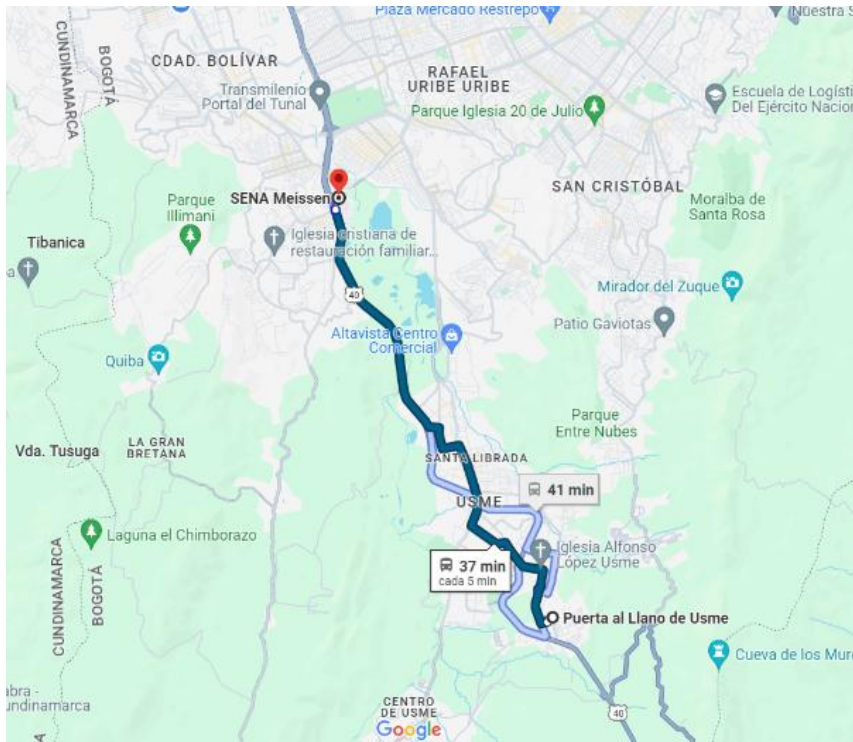 Plaza Mercado Restrepo
Nuestra S
CUNDINAMARCA
BOGOTÁ
CDAD. BOLÍVAR
Transmilenio
Portal del Tunal
RAFAEL
URIBE URIBE
Parque Iglesia 20 de Julio
Escuela de Logísti
Del Ejército Nacion
SENA Meissen
SAN CRISTÓBAL
Moralba de
Santa Rosa
Parque
Illimani
Tibanica
Iglesia cristiana de
restauración familiar...
40
Mirador del Zuque
Patio Gaviotas
Altavista Centro
Comercial
Quiba
Parque
Entre Nubes
LA GRAN
BRETANA
Vda. Tusuga
SANTA LIBRADA
USME
41 min
Laguna el Chimborazo
Iglesia Alfonso
López Usme
37 min
cada 5 min
CUNDINAMARCA
BOGOTÁ
Puerta al Llano de Usme
Cueva de los Mur
abra -
undinamarca
CENTRO
DE USME
40
Google